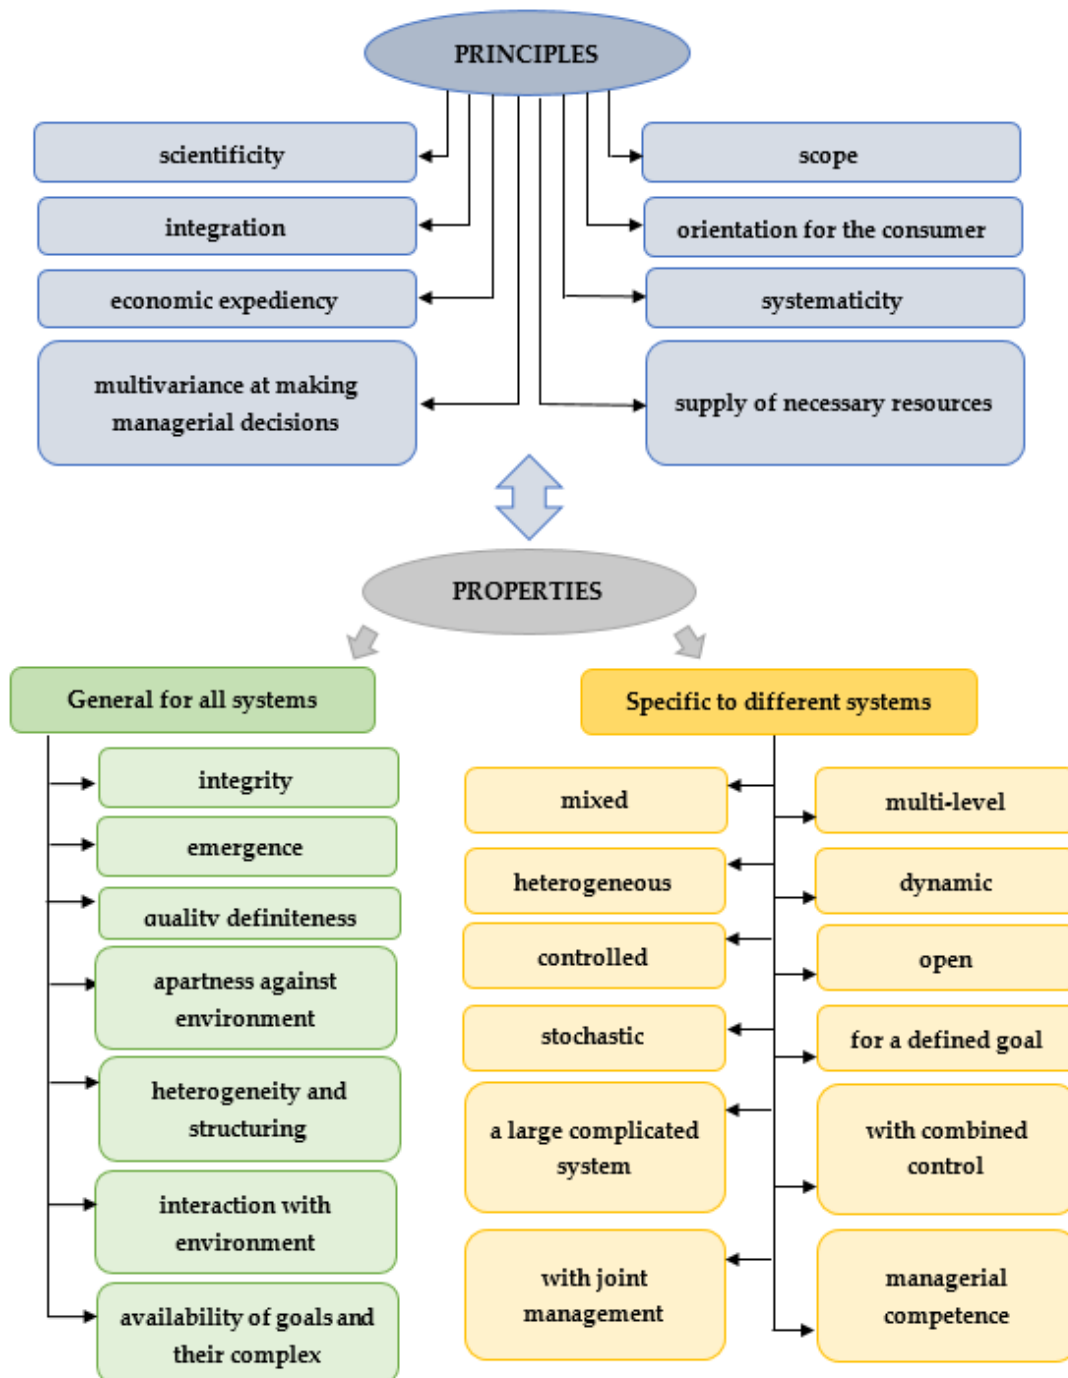 PRINCIPLES
scientificity
scope
integration
orientation for the consumer
economic expediency
systematicity
multivariance at making
managerial decisions
supply of necessary resources
PROPERTIES
General for all systems
integrity
emergence
quality definiteness
apartness against
environment
heterogeneity and
structuring
interaction with
environment
availability of goals and
their complex
Specific to different systems
mixed
multi-level
heterogeneous
dynamic
controlled
open
stochastic
for a defined goal
a large complicated
system
with combined
control
with joint
management
managerial
competence